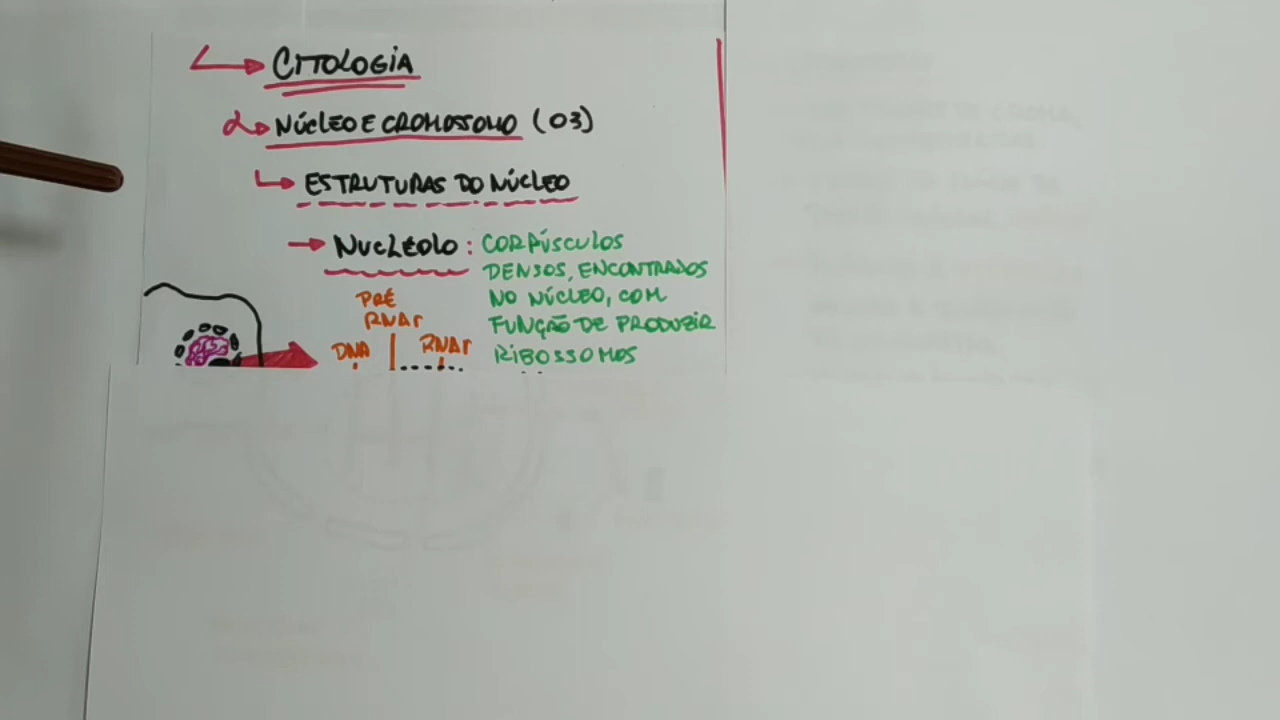 CITOLOGIA
NÚCLEO E CROMOSSOMO (03)
ESTRUTURAS DO NÚCLEO
NUCLÉOLO: CORPÚSCULOS
DENSOS, ENCONTRADOS
NO NÚCLEO, COM
FUNÇÃO DE PRODUZIR
RIBOSSOMOS
PRÉ
RNAr
DNA
RNAr